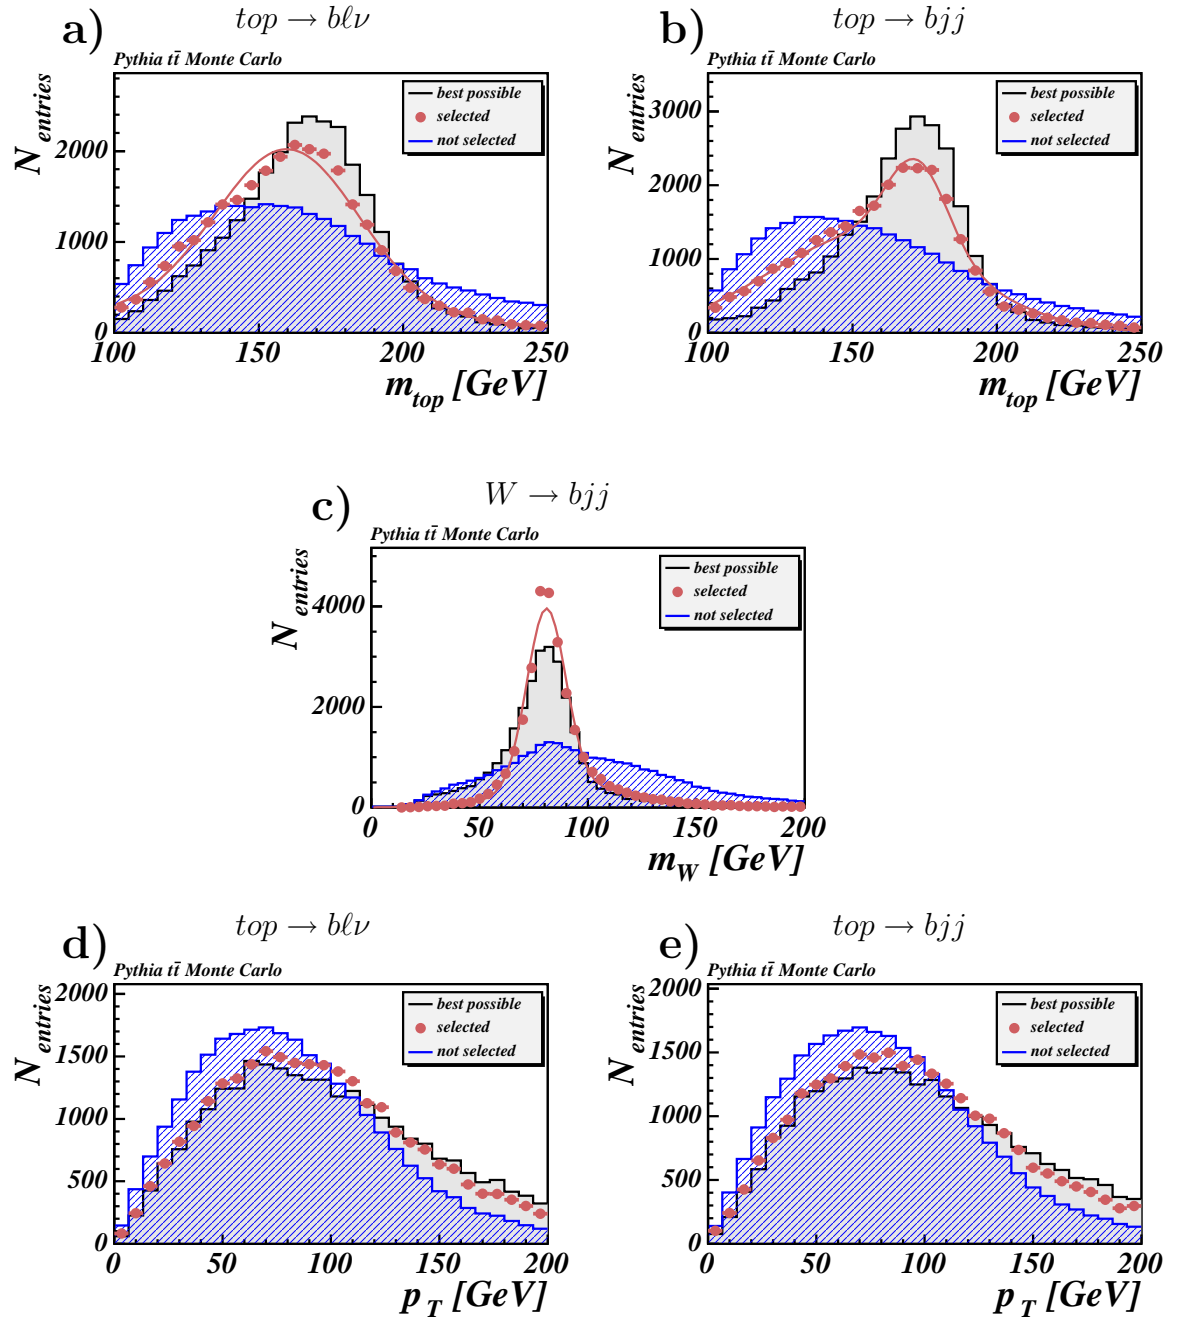 a)
top → bℓν
Pythia tt̄ Monte Carlo
N entries
best possible
selected
not selected
2000
1000
0
100
150
200
250
m_top [GeV]
b)
top → bjj
Pythia tt̄ Monte Carlo
N entries
best possible
selected
not selected
3000
2000
1000
0
100
150
200
250
m_top [GeV]
c)
W → bjj
Pythia tt̄ Monte Carlo
N entries
best possible
selected
not selected
4000
2000
0
0
50
100
150
200
m_W [GeV]
d)
top → bℓν
Pythia tt̄ Monte Carlo
N entries
best possible
selected
not selected
2000
1500
1000
500
0
0
50
100
150
200
p_T [GeV]
e)
top → bjj
Pythia tt̄ Monte Carlo
N entries
best possible
selected
not selected
2000
1500
1000
500
0
0
50
100
150
200
p_T [GeV]